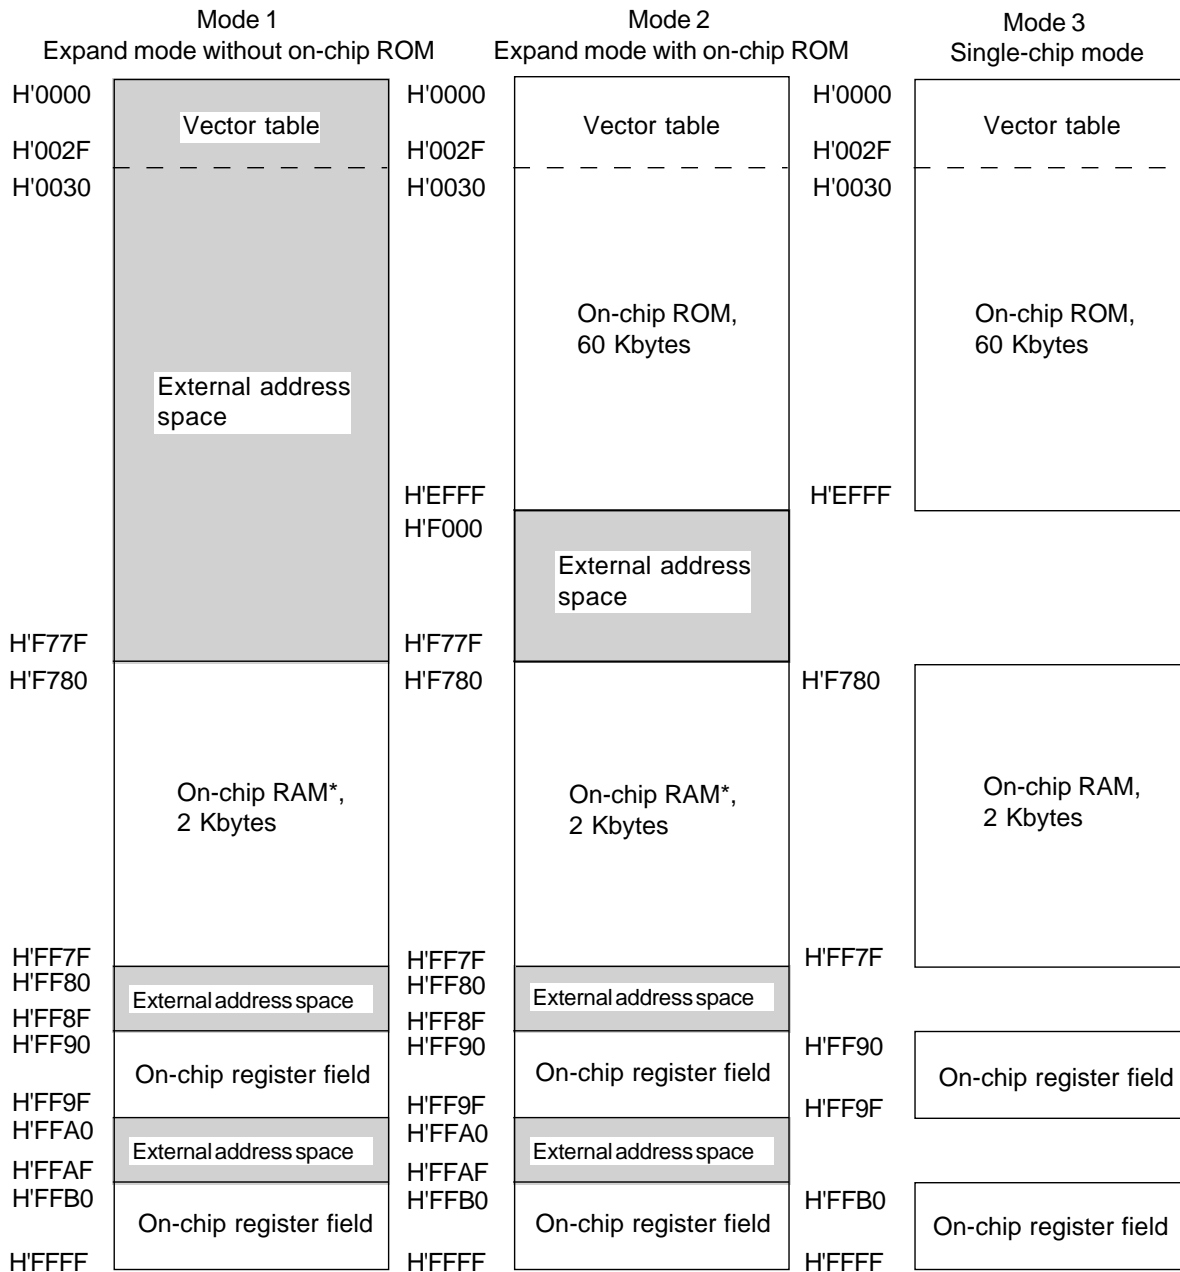 Mode 1
Expand mode without on-chip ROM
H'0000
Vector table
H'002F
H'0030
External address
space
H'F77F
H'F780
On-chip RAM*,
2 Kbytes
H'FF7F
H'FF80
External address space
H'FF8F
H'FF90
On-chip register field
H'FF9F
H'FFA0
External address space
H'FFAF
H'FFB0
On-chip register field
H'FFFF
Mode 2
Expand mode with on-chip ROM
H'0000
Vector table
H'002F
H'0030
On-chip ROM,
60 Kbytes
H'EFFF
H'F000
External address
space
H'F77F
H'F780
On-chip RAM*,
2 Kbytes
H'FF7F
H'FF80
External address space
H'FF8F
H'FF90
On-chip register field
H'FF9F
H'FFA0
External address space
H'FFAF
H'FFB0
On-chip register field
H'FFFF
Mode 3
Single-chip mode
H'0000
Vector table
H'002F
H'0030
On-chip ROM,
60 Kbytes
H'EFFF
H'F780
On-chip RAM,
2 Kbytes
H'FF7F
H'FF90
On-chip register field
H'FF9F
H'FFB0
On-chip register field
H'FFFF